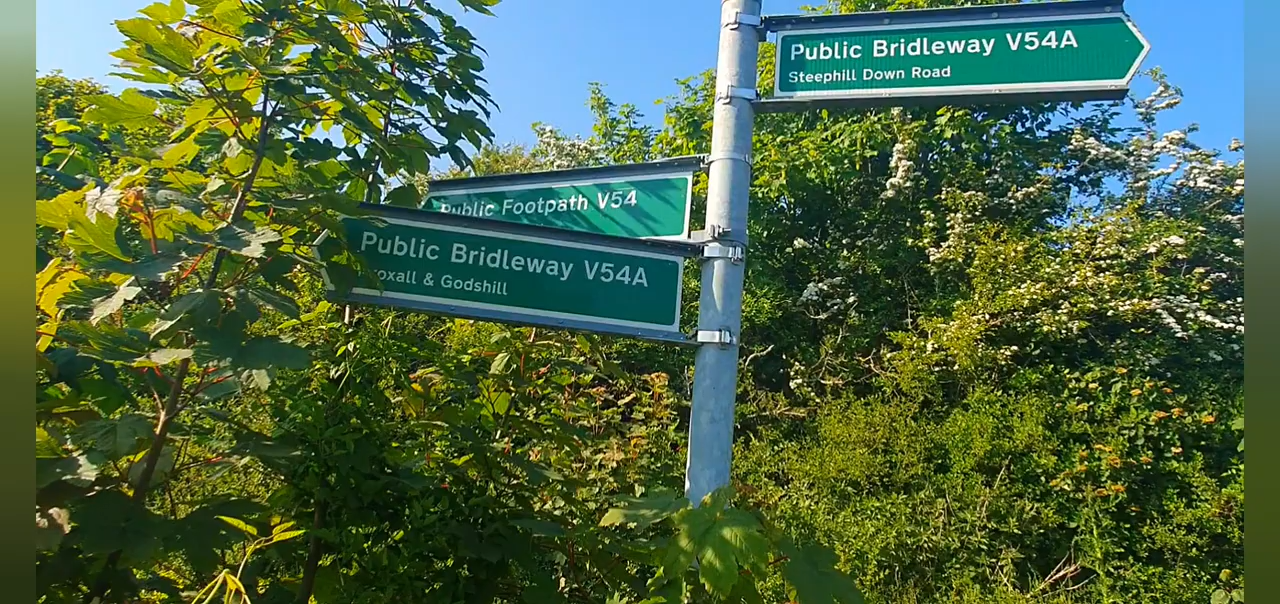 Public Bridleway V54A
Steephill Down Road
Public Footpath V54
Public Bridleway V54A
& Godshill